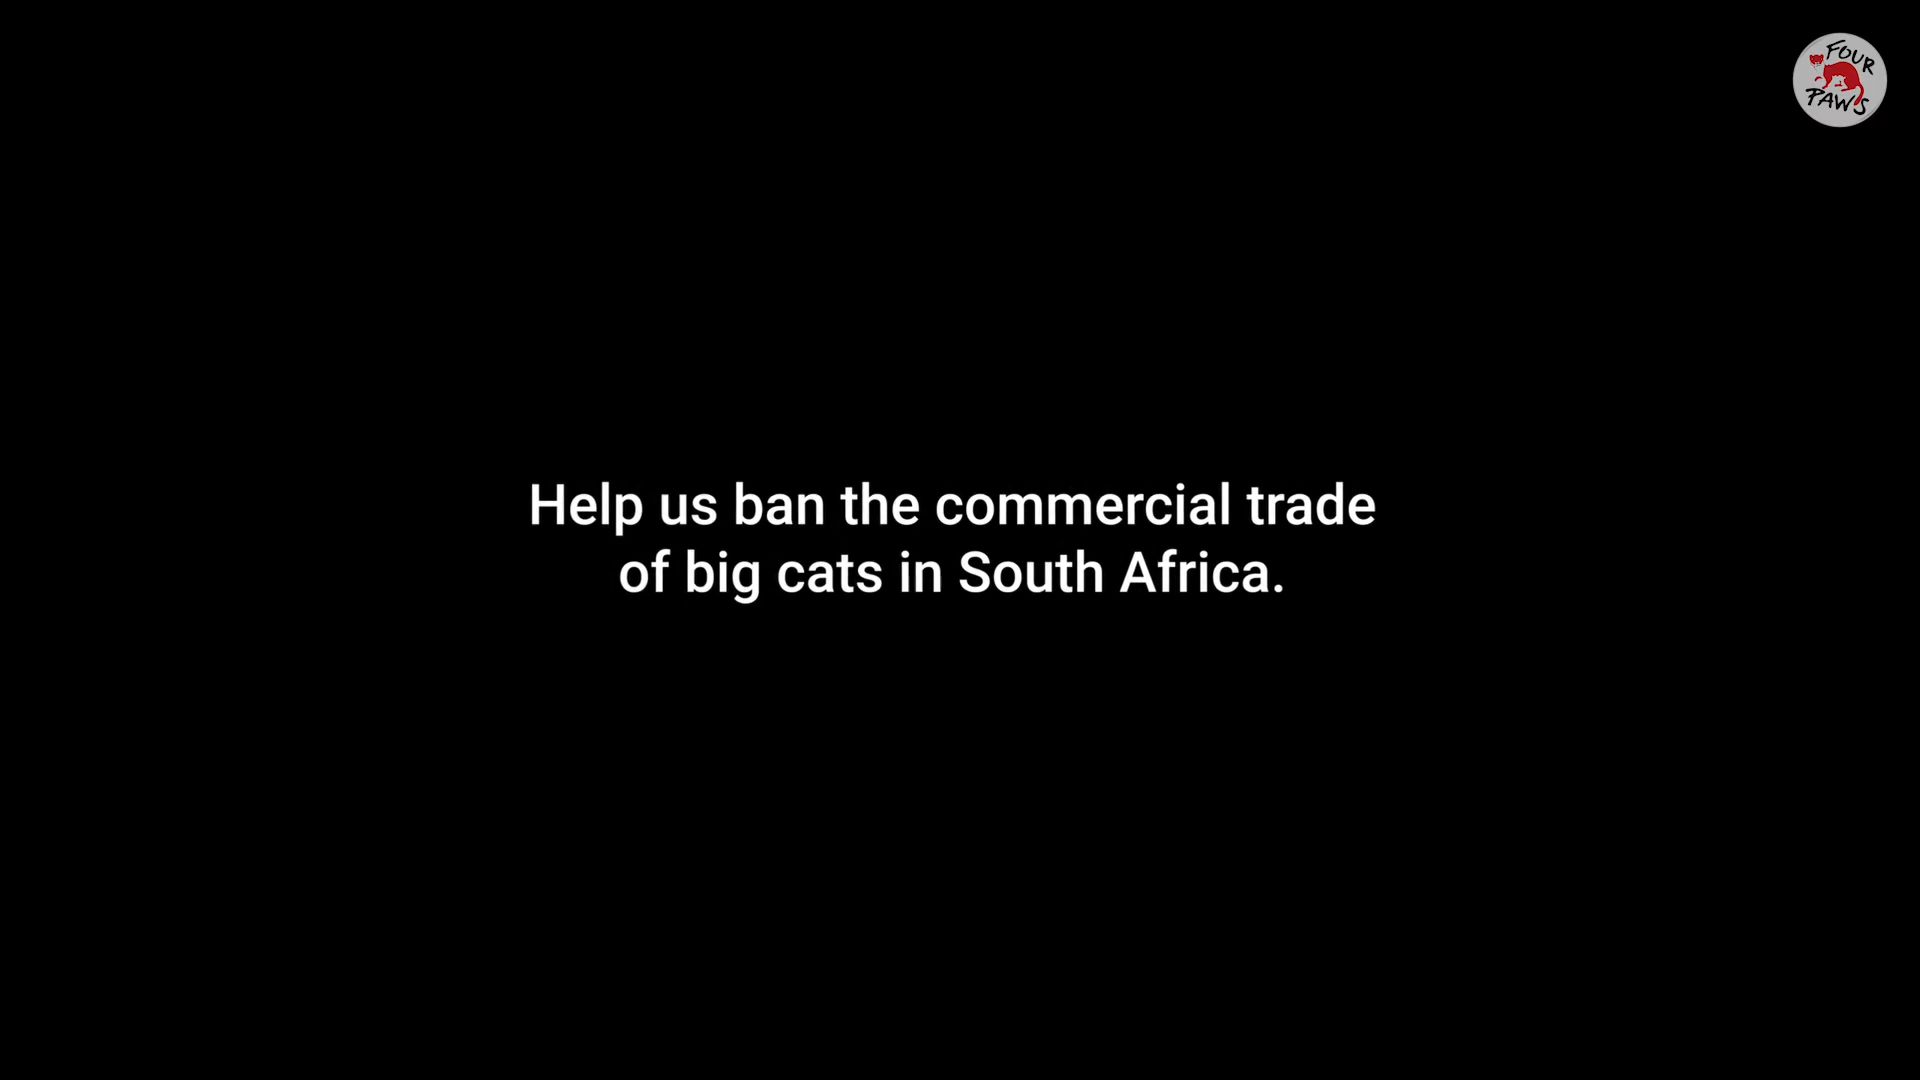 FOUR
PAWS
Help us ban the commercial trade
of big cats in South Africa.